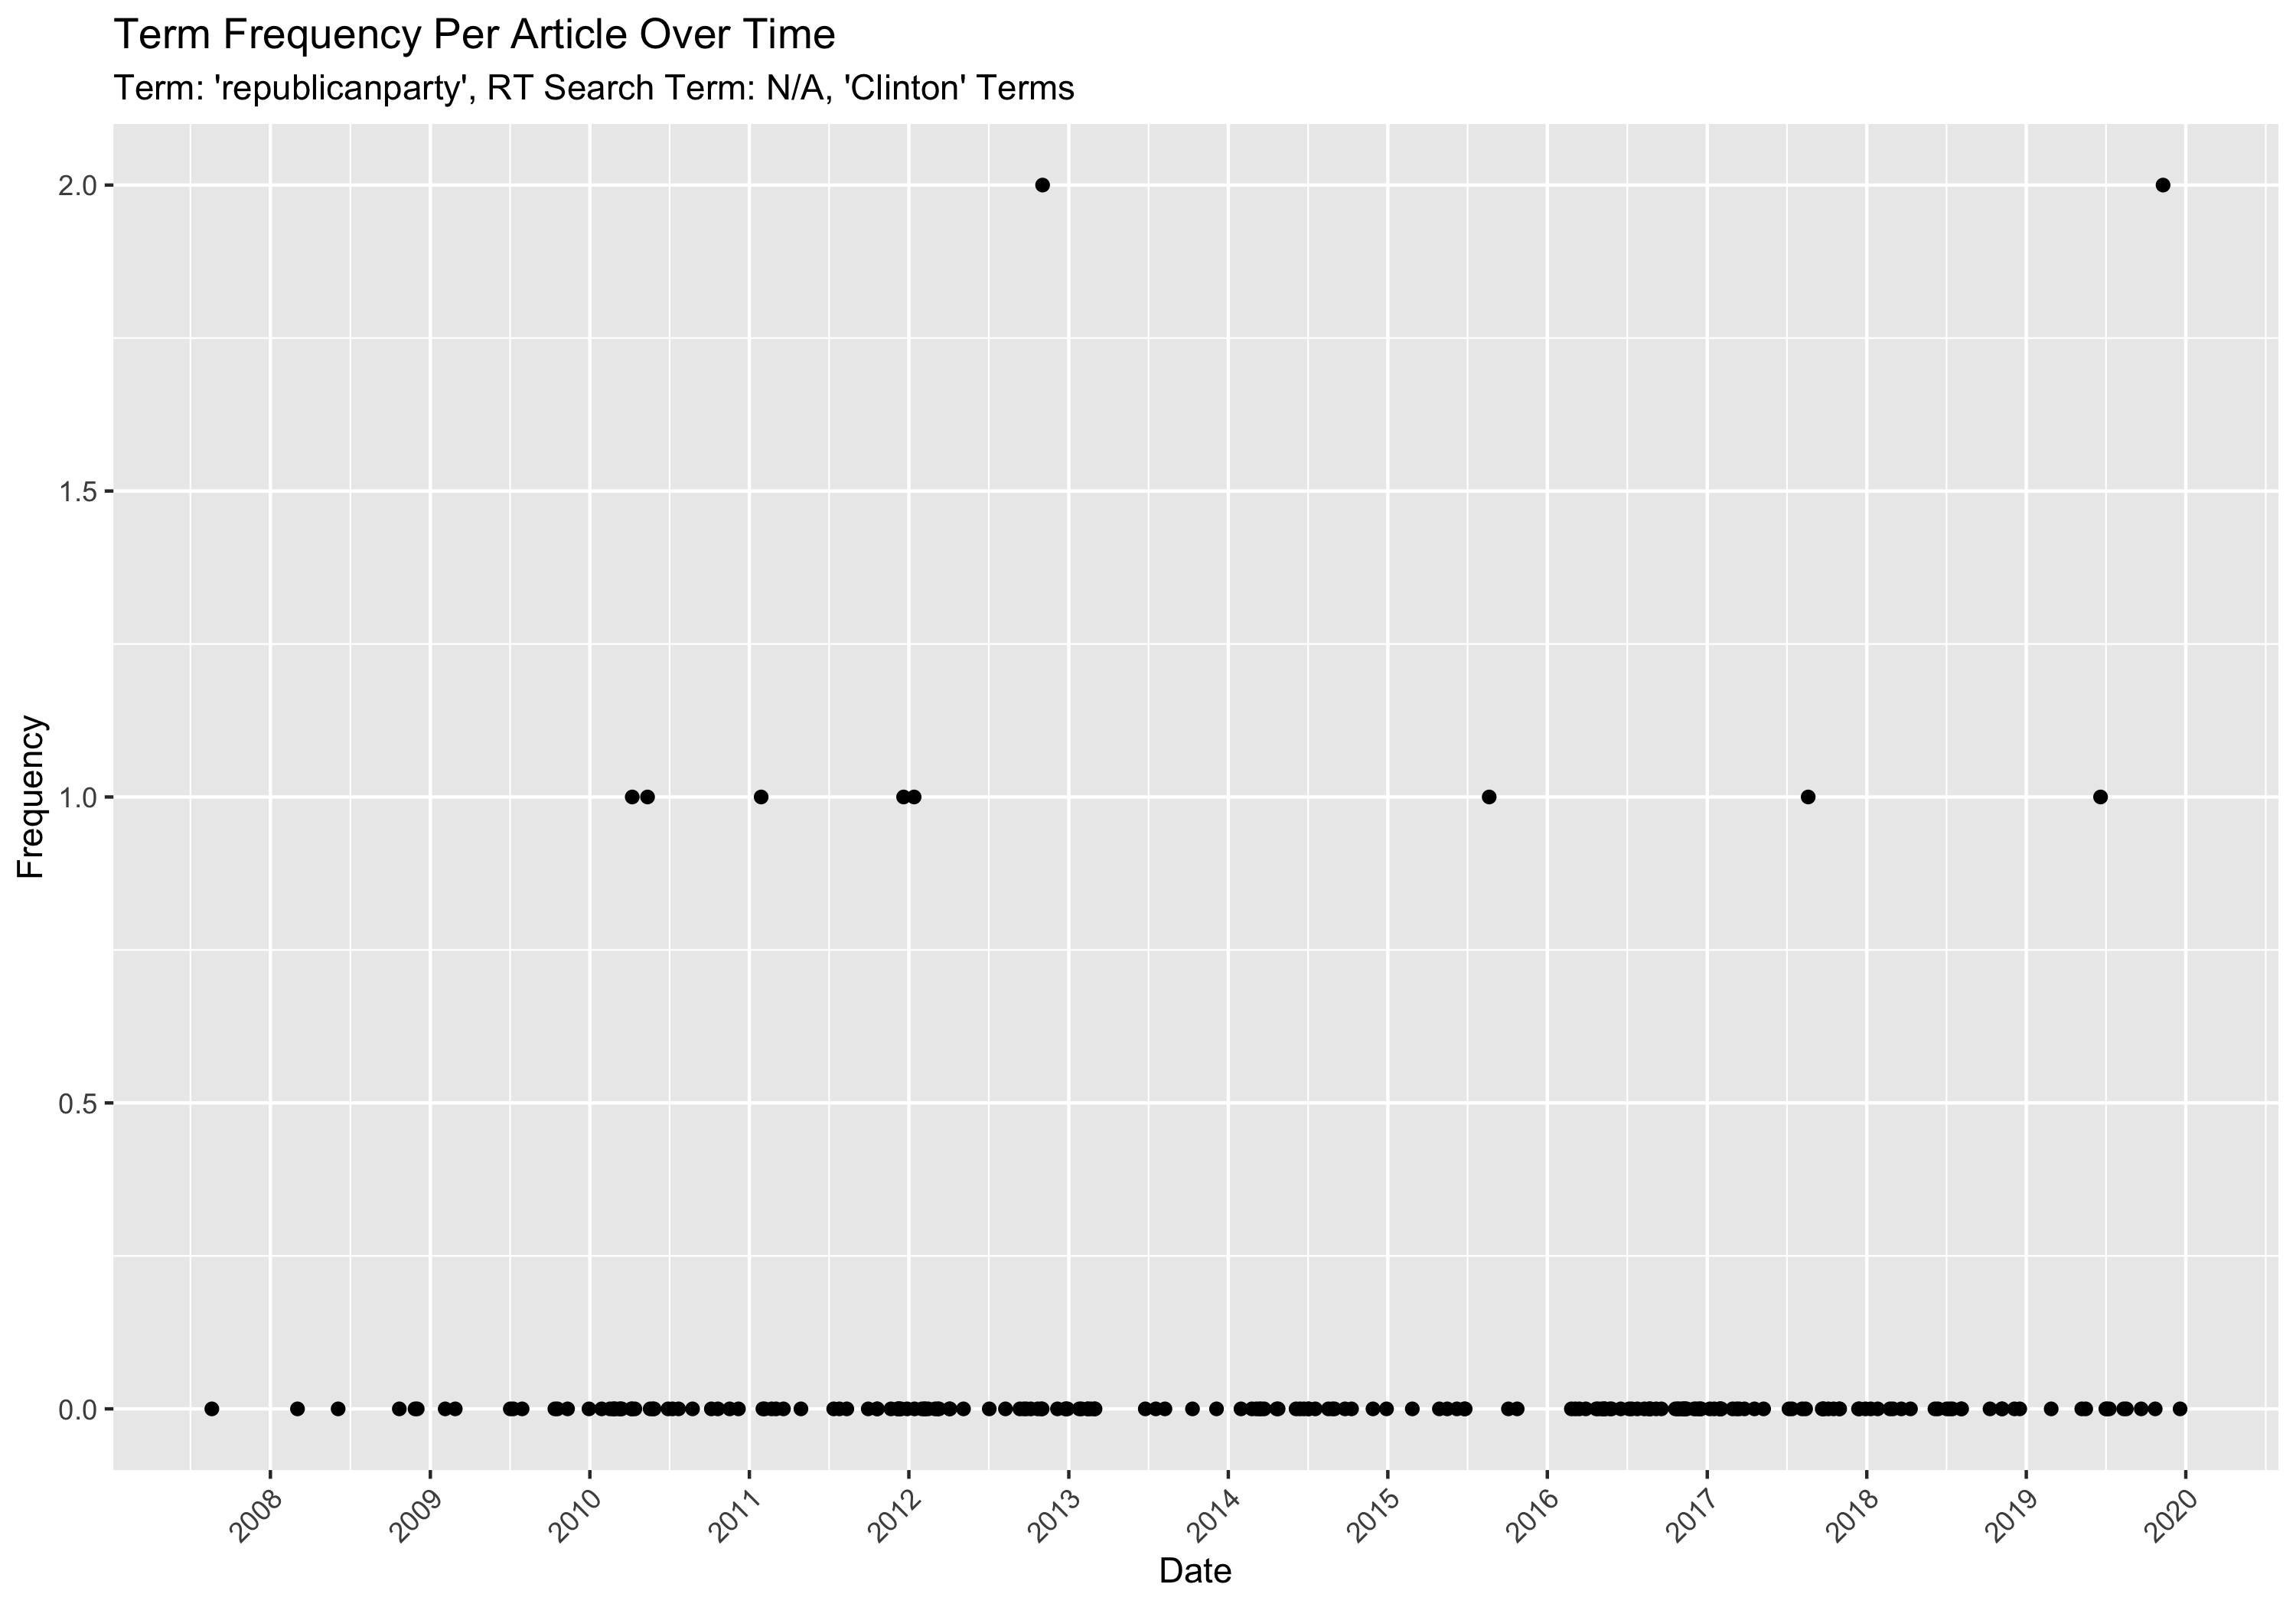 Term Frequency Per Article Over Time
Term: 'republicanparty', RT Search Term: N/A, 'Clinton' Terms
Frequency
2.0
1.5
1.0
0.5
0.0
2008 2009 2010 2011 2012 2013 2014 2015 2016 2017 2018 2019 2020
Date